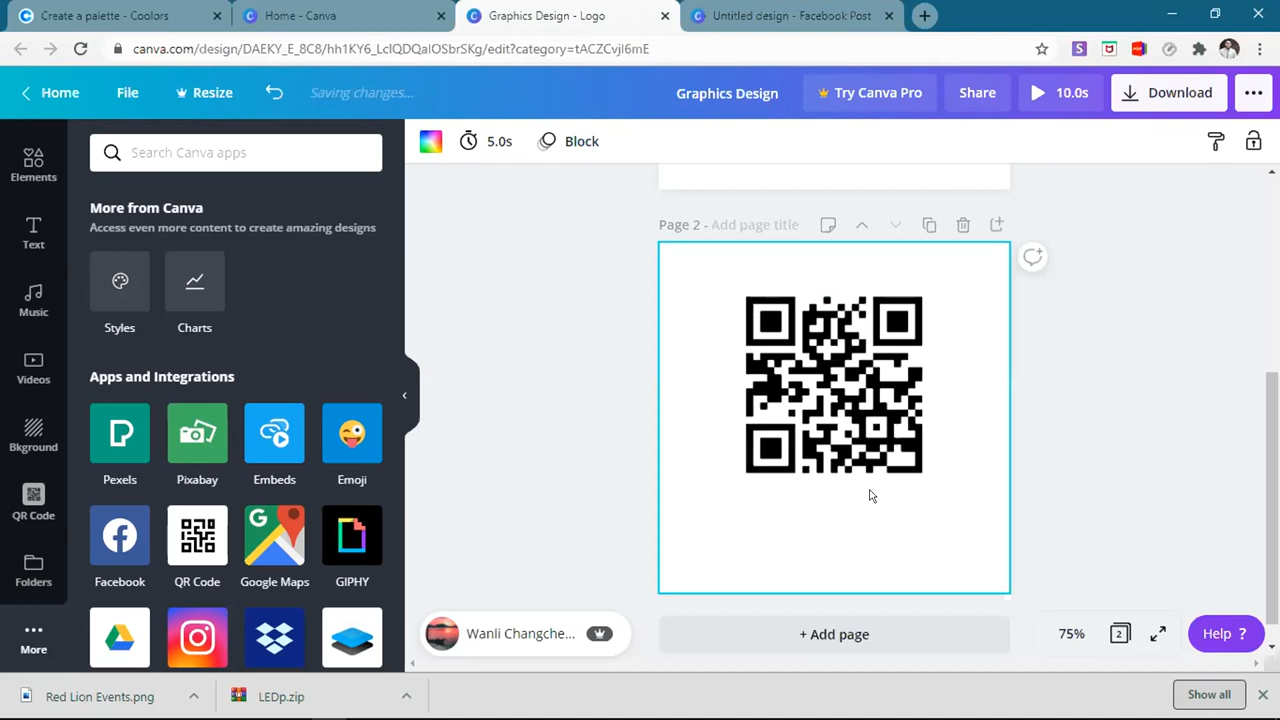 Create a palette - Coolors
Home - Canva
Graphics Design - Logo
Untitled design - Facebook Post
canva.com/design/DAEKY_E_8C8/hh1KY6_LcIQDQaIOSbrSKg/edit?category=tACZCvjI6mE
Home
File
Resize
Saving changes...
Graphics Design
Try Canva Pro
Share
10.0s
Download
Search Canva apps
5.0s
Block
Elements
Text
Music
Videos
Bkground
QR Code
Folders
More
More from Canva
Access even more content to create amazing designs
Styles
Charts
Apps and Integrations
Pexels
Pixabay
Embeds
Emoji
Facebook
QR Code
Google Maps
GIPHY
Page 2 - Add page title
Wanli Changche...
+ Add page
75%
2
Help ?
Red Lion Events.png
LEDp.zip
Show all